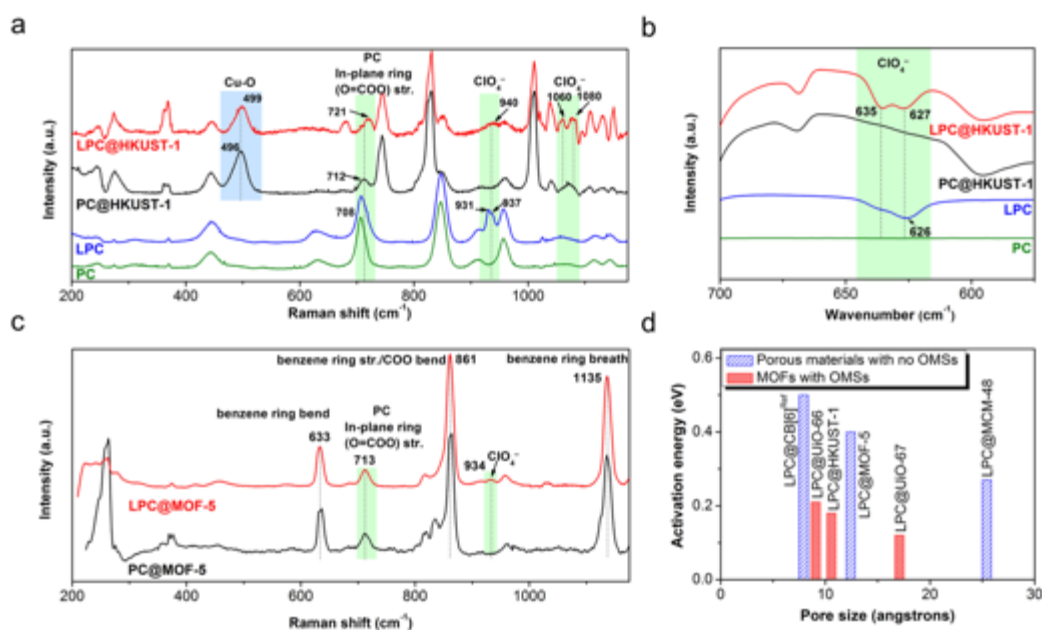 a
PC
In-plane ring
(O=COO) str.
ClO₄⁻
ClO₄⁻
Cu-O
499
721
940
1060
1080
LPC@HKUST-1
496
712
PC@HKUST-1
708
931
937
LPC
PC
200 400 600 800 1000
Raman shift (cm⁻¹)
Intensity (a.u.)
b
ClO₄⁻
635
627
LPC@HKUST-1
PC@HKUST-1
LPC
626
PC
700 650 600
Wavenumber (cm⁻¹)
Intensity (a.u.)
c
benzene ring str./COO bend
861
benzene ring breath
1135
PC
In-plane ring
(O=COO) str.
benzene ring bend
633
713
934
ClO₄⁻
LPC@MOF-5
PC@MOF-5
200 400 600 800 1000
Raman shift (cm⁻¹)
Intensity (a.u.)
d
Porous materials with no OMSs
MOFs with OMSs
0.6
0.4
0.2
0.0
Activation energy (eV)
LPC@CB[6]ᴿᵉᶠ
LPC@UiO-66
LPC@HKUST-1
LPC@MOF-5
LPC@UiO-67
LPC@MCM-48
10 20 30
Pore size (angstrons)